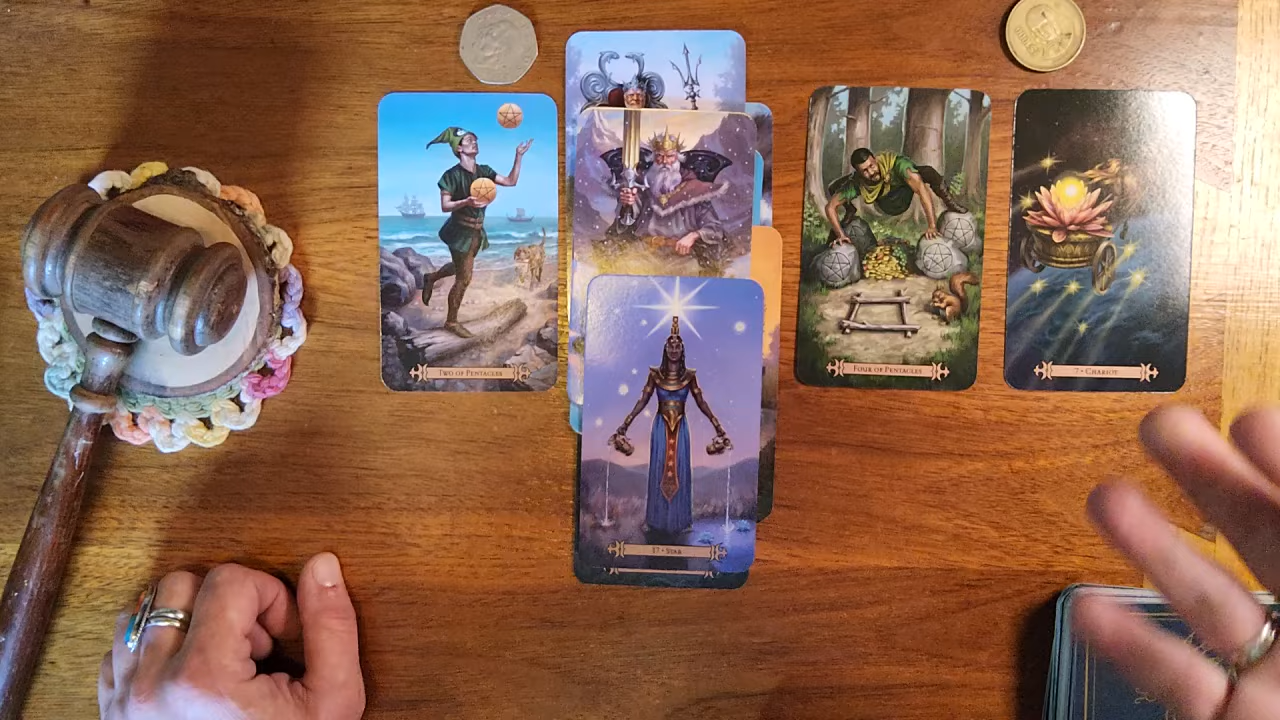 Two of Pentacles
Four of Pentacles
7 • Chariot
17 • Star